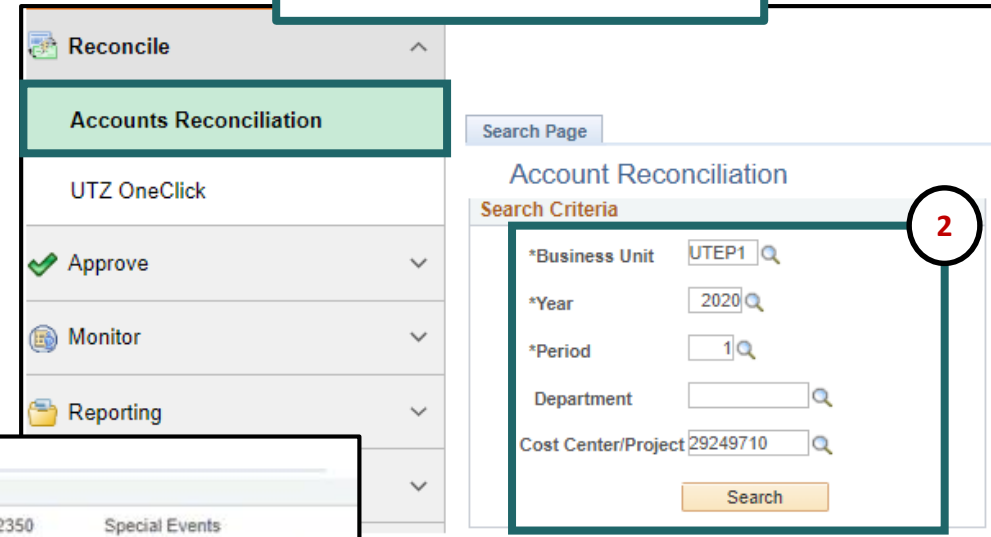 Reconcile
Accounts Reconciliation
UTZ OneClick
Approve
Monitor
Reporting
2350 Special Events
Search Page
Account Reconciliation
Search Criteria
2
*Business Unit UTEP1
*Year 2020
*Period 1
Department
Cost Center/Project 29249710
Search